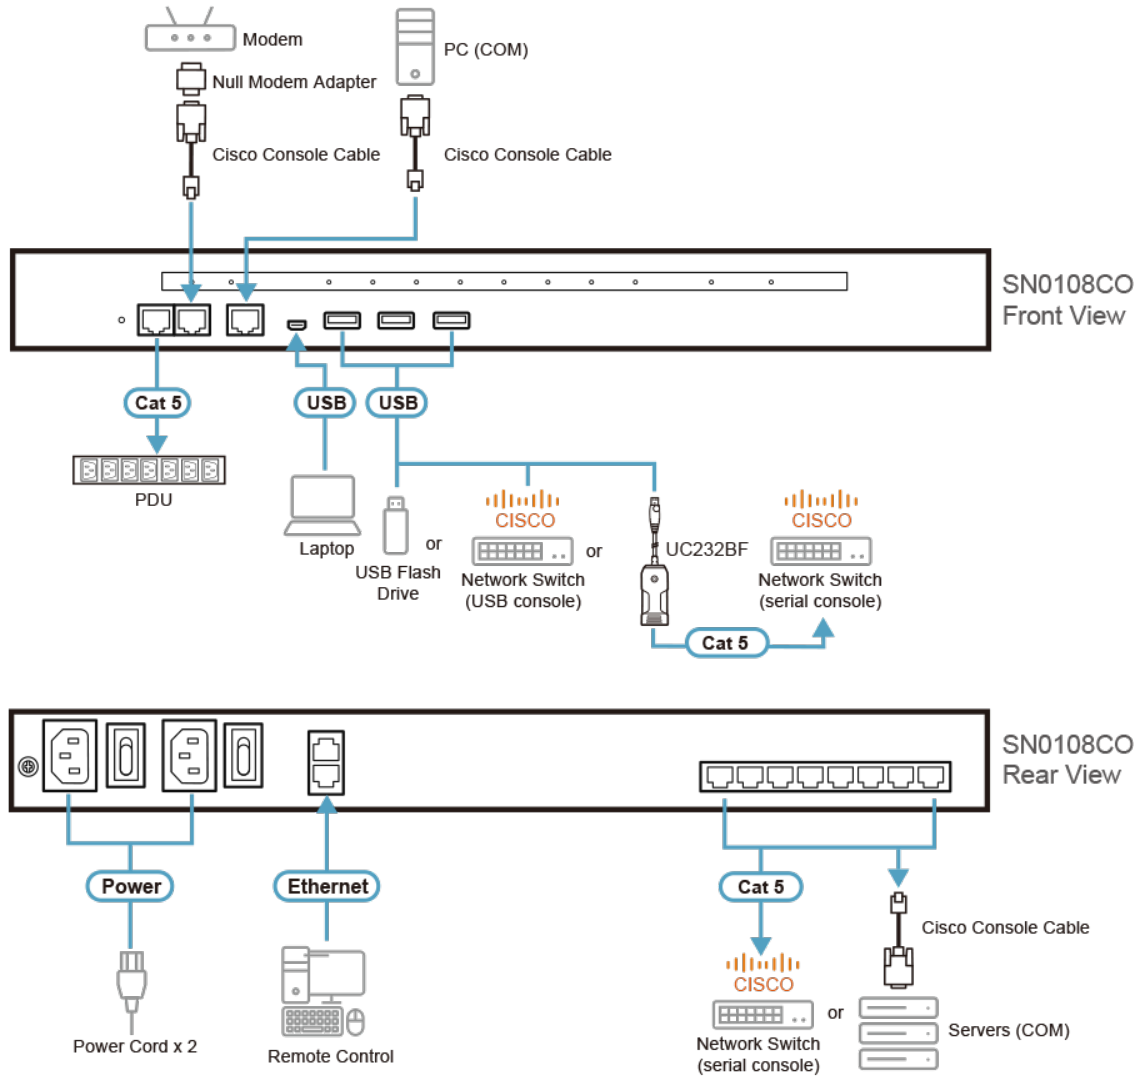 Modem
PC (COM)
Null Modem Adapter
Cisco Console Cable
Cisco Console Cable
SN0108CO
Front View
Cat 5
USB
USB
PDU
Laptop
USB Flash
Drive
or
CISCO
Network Switch
(USB console)
or
UC232BF
CISCO
Network Switch
(serial console)
Cat 5
SN0108CO
Rear View
Power
Ethernet
Cat 5
Cisco Console Cable
CISCO
Power Cord x 2
Remote Control
Network Switch
(serial console)
or
Servers (COM)